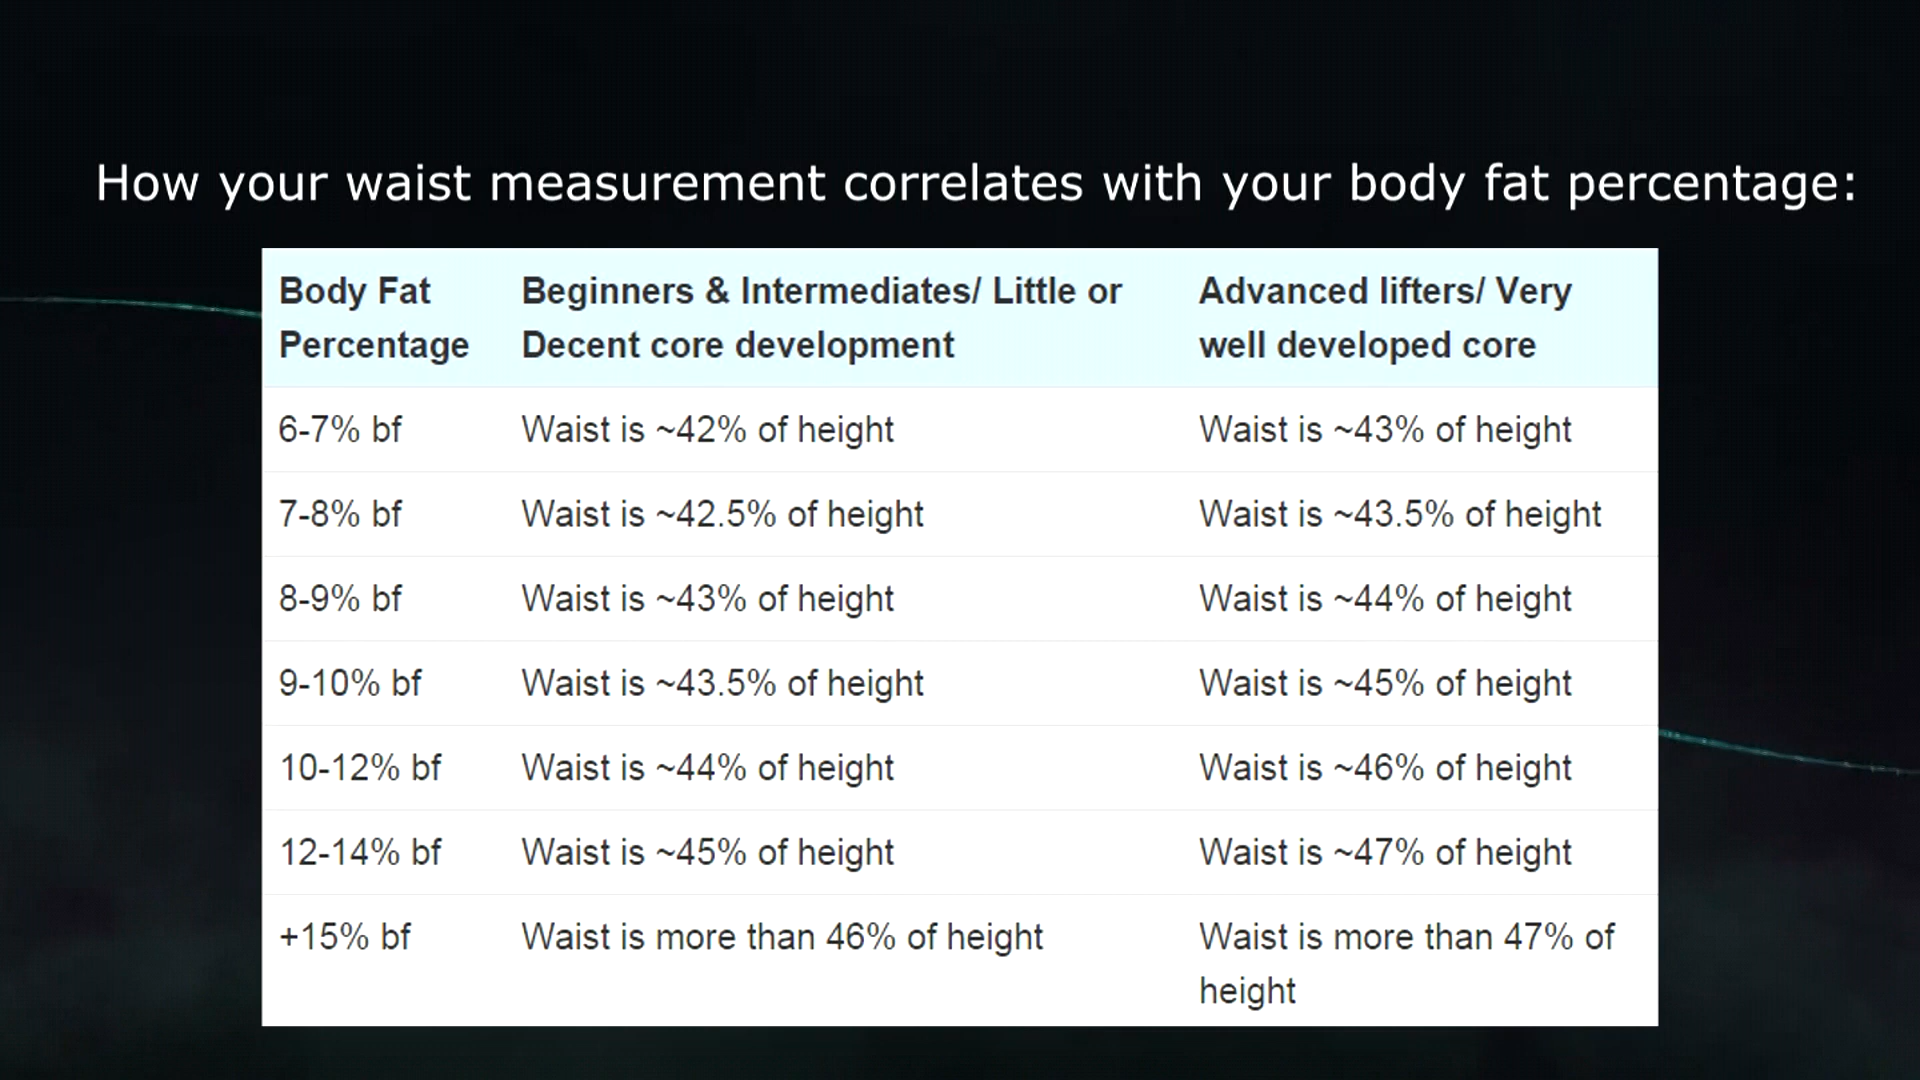 How your waist measurement correlates with your body fat percentage:
Body Fat Percentage
Beginners & Intermediates/ Little or Decent core development
Advanced lifters/ Very well developed core
6-7% bf
Waist is ~42% of height
Waist is ~43% of height
7-8% bf
Waist is ~42.5% of height
Waist is ~43.5% of height
8-9% bf
Waist is ~43% of height
Waist is ~44% of height
9-10% bf
Waist is ~43.5% of height
Waist is ~45% of height
10-12% bf
Waist is ~44% of height
Waist is ~46% of height
12-14% bf
Waist is ~45% of height
Waist is ~47% of height
+15% bf
Waist is more than 46% of height
Waist is more than 47% of height